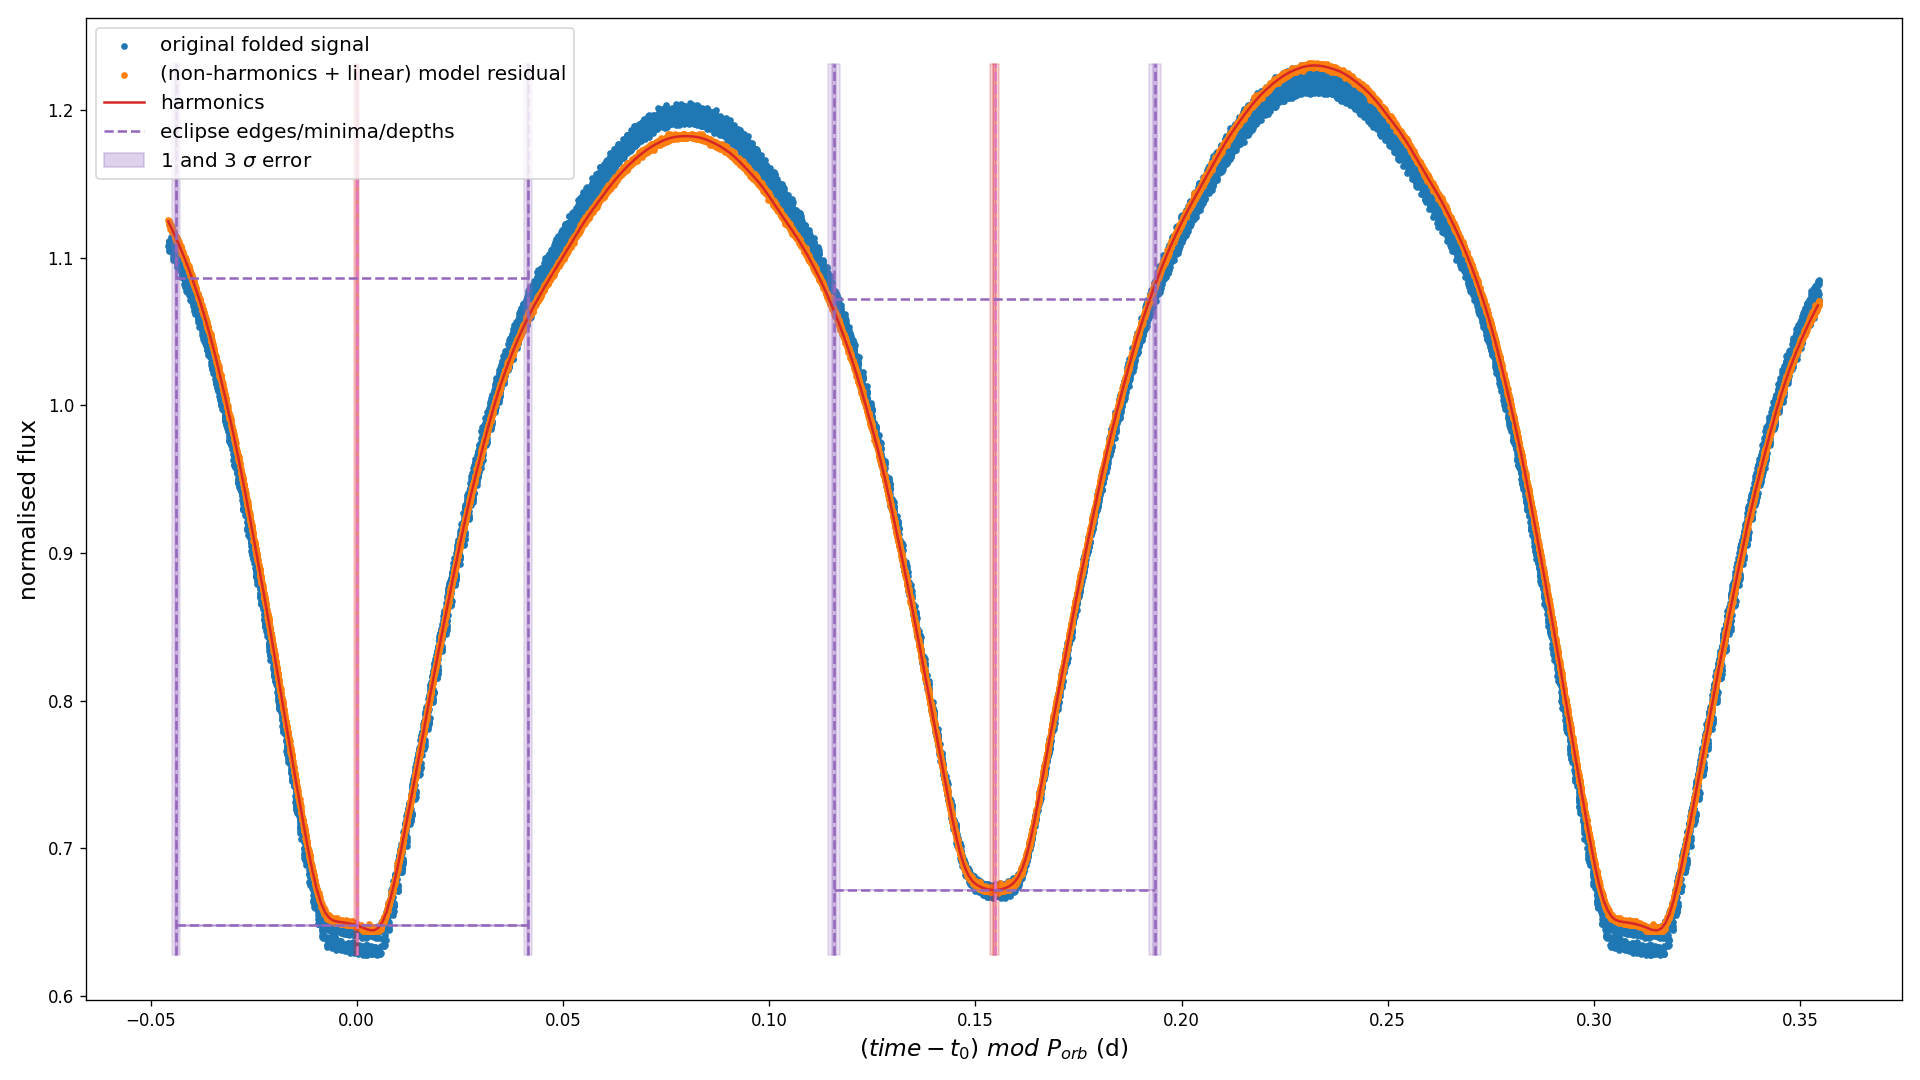 original folded signal
(non-harmonics + linear) model residual
harmonics
eclipse edges/minima/depths
1 and 3 σ error
1.2
1.1
1.0
0.9
0.8
0.7
0.6
normalised flux
−0.05 0.00 0.05 0.10 0.15 0.20 0.25 0.30 0.35
(time − t₀) mod Pₒᵣb (d)